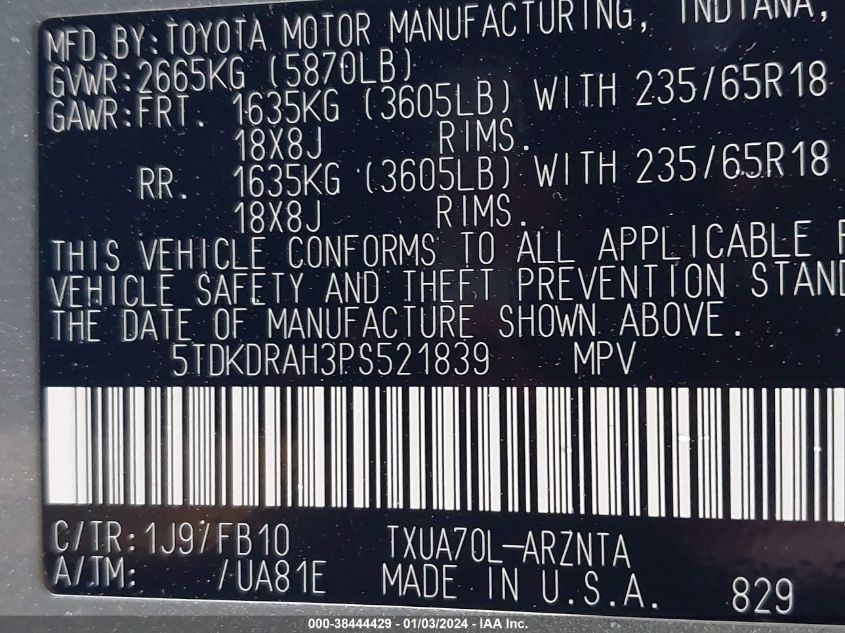 MFD.BY:TOYOTA MOTOR MANUFACTURING, INDIANA,
GVWR:2665KG (5870LB)
GAWR:FRT. 1635KG (3605LB) WITH 235/65R18
18X8J RIMS.
RR. 1635KG (3605LB) WITH 235/65R18
18X8J RIMS.
THIS VEHICLE CONFORMS TO ALL APPLICABLE F
VEHICLE SAFETY AND THEFT PREVENTION STAND
THE DATE OF MANUFACTURE SHOWN ABOVE.
5TDKDRAH3PS521839 MPV
C/TR:1J9/FB10 TXUA70L-ARZNTA
A/TM: /UA81E MADE IN U.S.A. 829
000-38444429 - 01/03/2024 - IAA Inc.